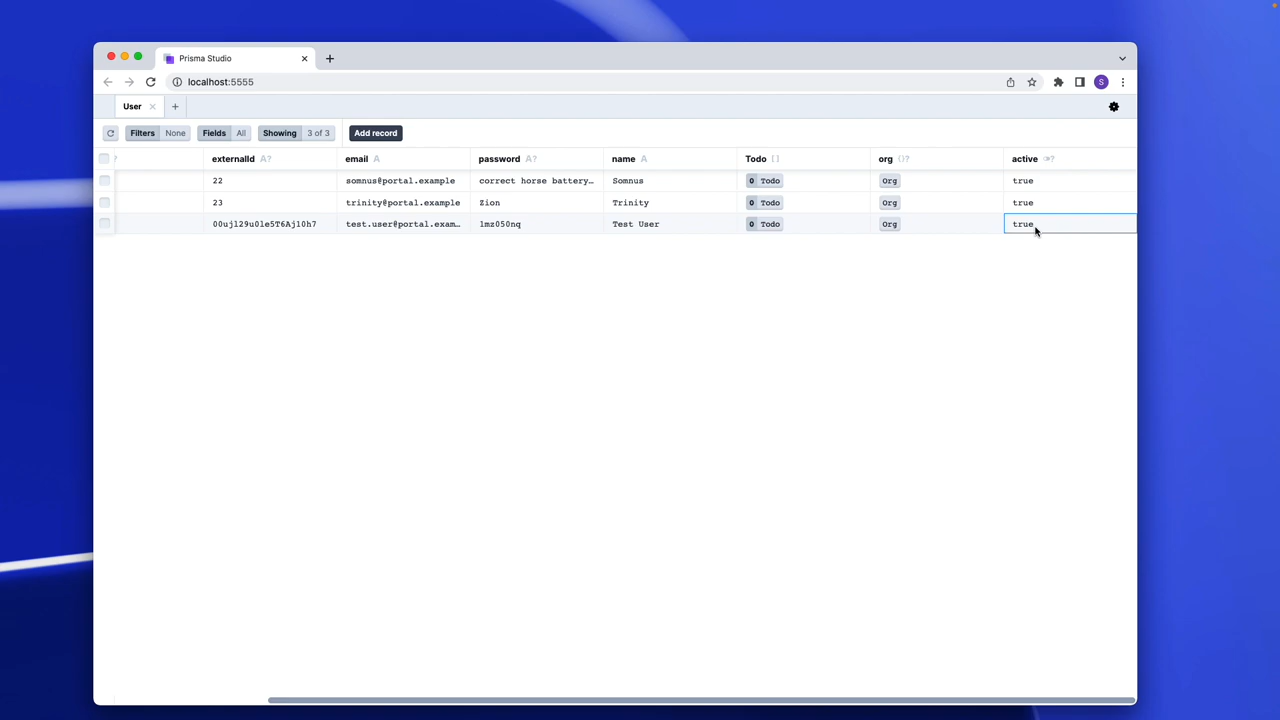 Prisma Studio
localhost:5555
S
User
Filters None Fields All Showing 3 of 3 Add record
? externalId A? email A password A? name A Todo [] org {}? active ?
22 somnus@portal.example correct horse battery… Somnus 0 Todo Org true
23 trinity@portal.example Zion Trinity 0 Todo Org true
00ujl29u0le5T6Aj10h7 test.user@portal.exam… 1mz050nq Test User 0 Todo Org true